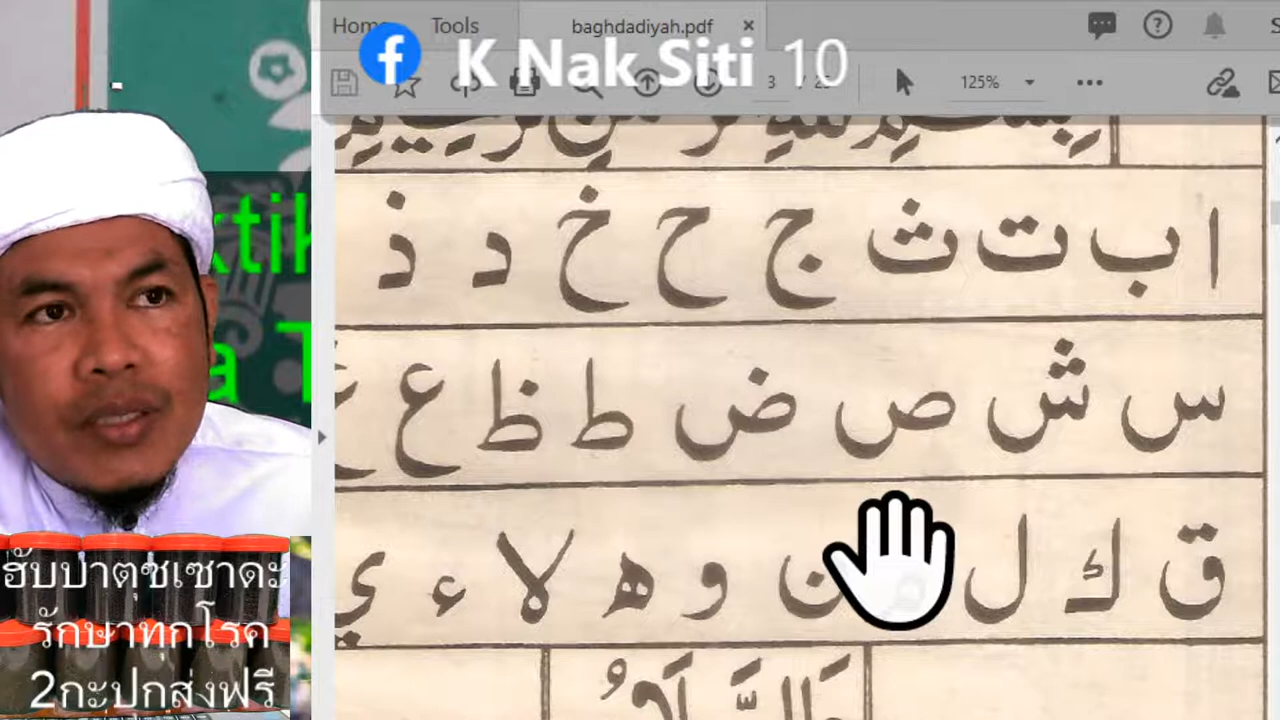 Home Tools baghdadiyah.pdf
K Nak Siti 10
3 / 125%
ا ب ت ث ج ح خ د ذ
س ش ص ض ط ظ ع غ
ق ك ل ن و ه لا ء ي
ฮับบาตุซเซาดะ
รักษาทุกโรค
2กะปุกส่งฟรี